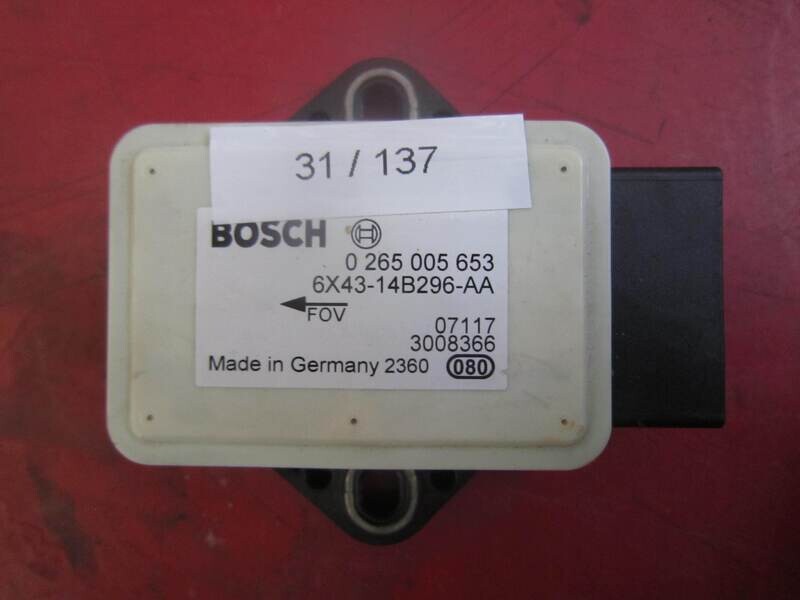 31 / 137
BOSCH
0 265 005 653
6X43-14B296-AA
FOV
07117
3008366
Made in Germany 2360 080